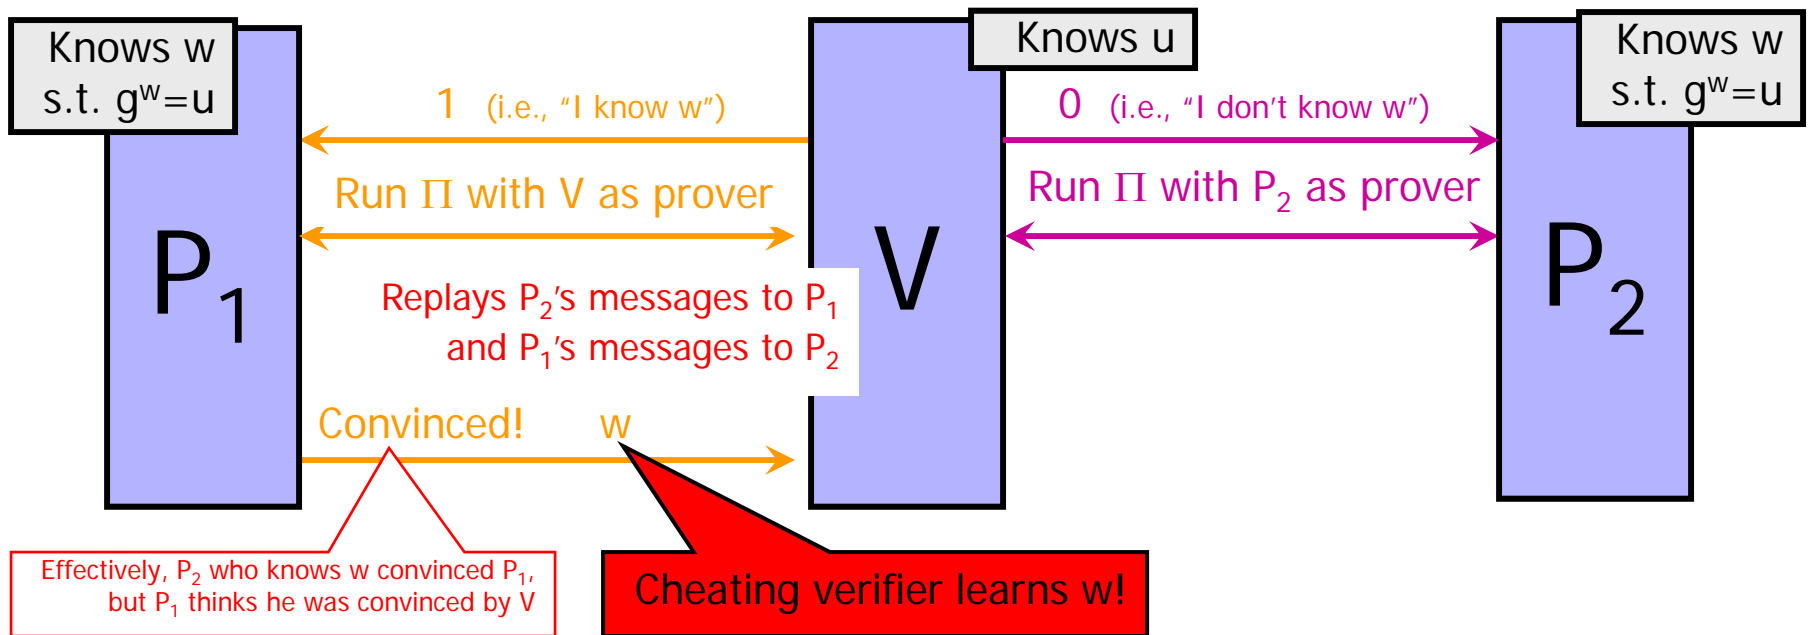 Knows w
s.t. g^w=u
Knows u
Knows w
s.t. g^w=u
1 (i.e., “I know w”)
0 (i.e., “I don't know w”)
Run Π with V as prover
Run Π with P₂ as prover
P₁
V
P₂
Replays P₂'s messages to P₁
and P₁'s messages to P₂
Convinced! w
Effectively, P₂ who knows w convinced P₁,
but P₁ thinks he was convinced by V
Cheating verifier learns w!